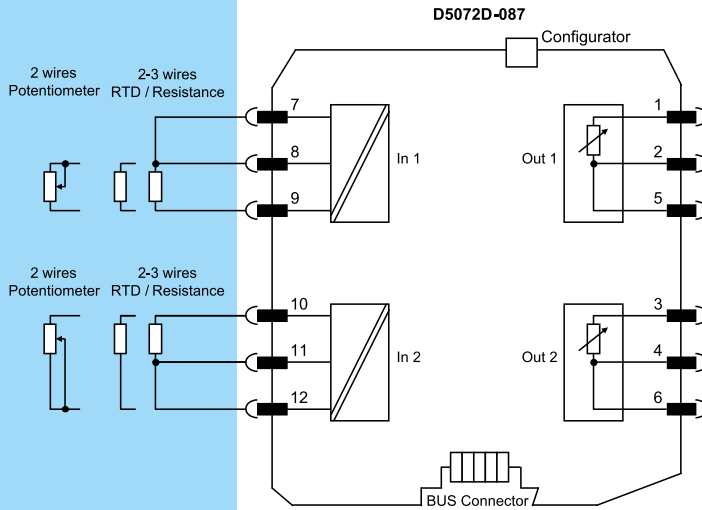 D5072D-087
Configurator
2 wires
Potentiometer
2-3 wires
RTD / Resistance
7
8
9
In 1
Out 1
1
2
5
2 wires
Potentiometer
2-3 wires
RTD / Resistance
10
11
12
In 2
Out 2
3
4
6
BUS Connector